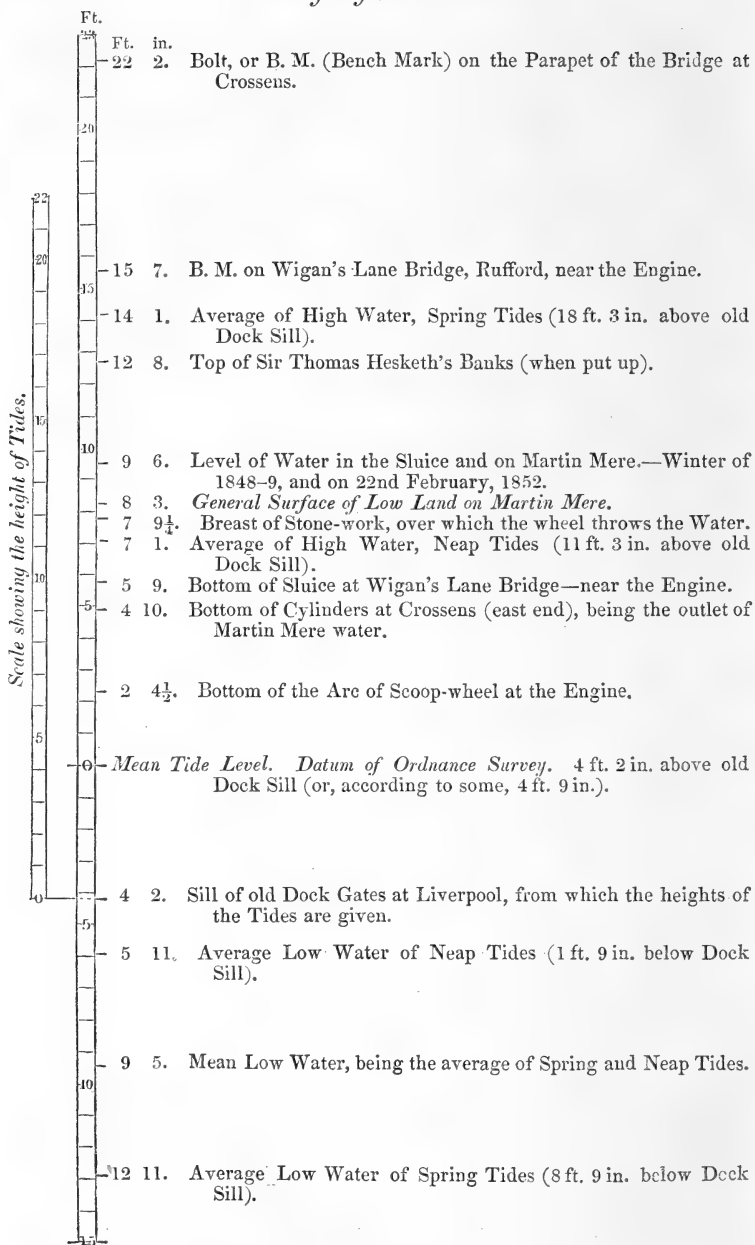 Ft.
Ft. in.
22 2. Bolt, or B. M. (Bench Mark) on the Parapet of the Bridge at
Crossens.
20
22
20
15 7. B. M. on Wigan's Lane Bridge, Rufford, near the Engine.
15
14 1. Average of High Water, Spring Tides (18 ft. 3 in. above old
Dock Sill).
12 8. Top of Sir Thomas Hesketh's Banks (when put up).
Scale showing the height of Tides.
15
10
9 6. Level of Water in the Sluice and on Martin Mere.—Winter of
1848-9, and on 22nd February, 1852.
8 3. General Surface of Low Land on Martin Mere.
7 9¼. Breast of Stone-work, over which the wheel throws the Water.
7 1. Average of High Water, Neap Tides (11 ft. 3 in. above old
Dock Sill).
10
5 9. Bottom of Sluice at Wigan's Lane Bridge—near the Engine.
5
4 10. Bottom of Cylinders at Crossens (east end), being the outlet of
Martin Mere water.
2 4½. Bottom of the Arc of Scoop-wheel at the Engine.
5
0 Mean Tide Level. Datum of Ordnance Survey. 4 ft. 2 in. above old
Dock Sill (or, according to some, 4 ft. 9 in.).
0
4 2. Sill of old Dock Gates at Liverpool, from which the heights of
the Tides are given.
5
5 11. Average Low Water of Neap Tides (1 ft. 9 in. below Dock
Sill).
9 5. Mean Low Water, being the average of Spring and Neap Tides.
10
12 11. Average Low Water of Spring Tides (8 ft. 9 in. below Dock
Sill).
15